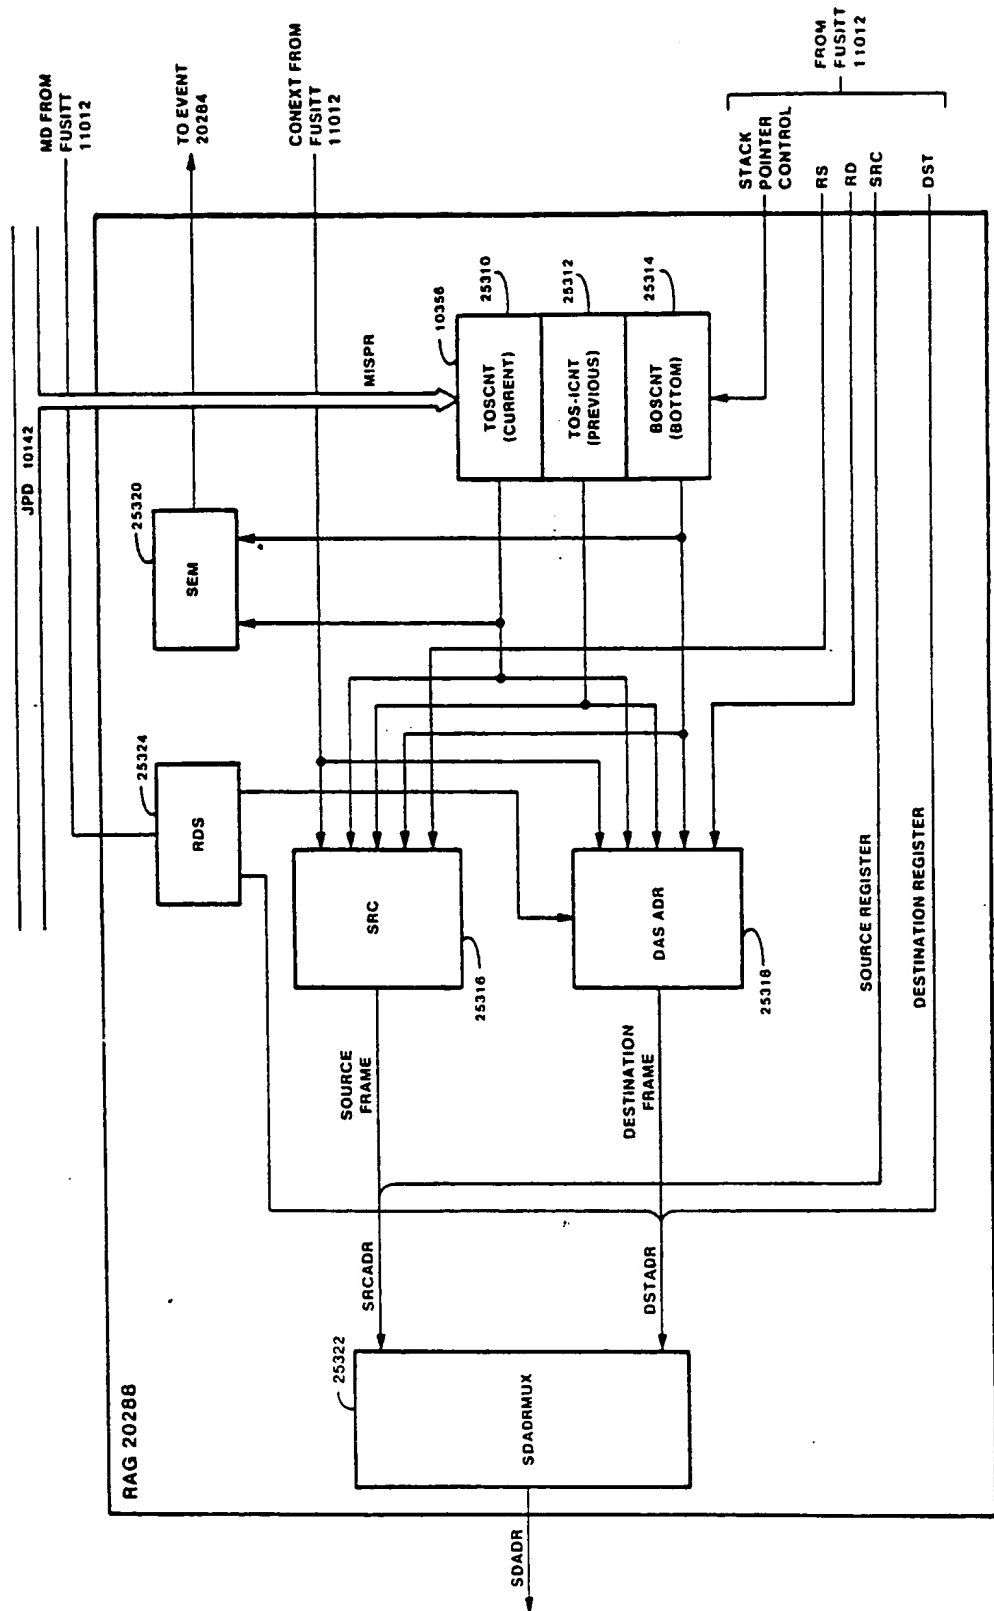 RAG 20288
JPD 10142
MD FROM
FUSITT
11012
TO EVENT
20284
CONEXT FROM
FUSITT
11012
FROM
FUSITT
11012
STACK
POINTER
CONTROL
RS
RD
SRC
DST
MISPR
10356
25310
25312
25314
TOSCNT
(CURRENT)
TOS-ICNT
(PREVIOUS)
BOSCNT
(BOTTOM)
25320
SEM
25324
RDS
SRC
25316
DAS ADR
25318
SOURCE
FRAME
DESTINATION
FRAME
SOURCE REGISTER
DESTINATION REGISTER
SRCADR
DSTADR
25322
SDADRMUX
SDADR